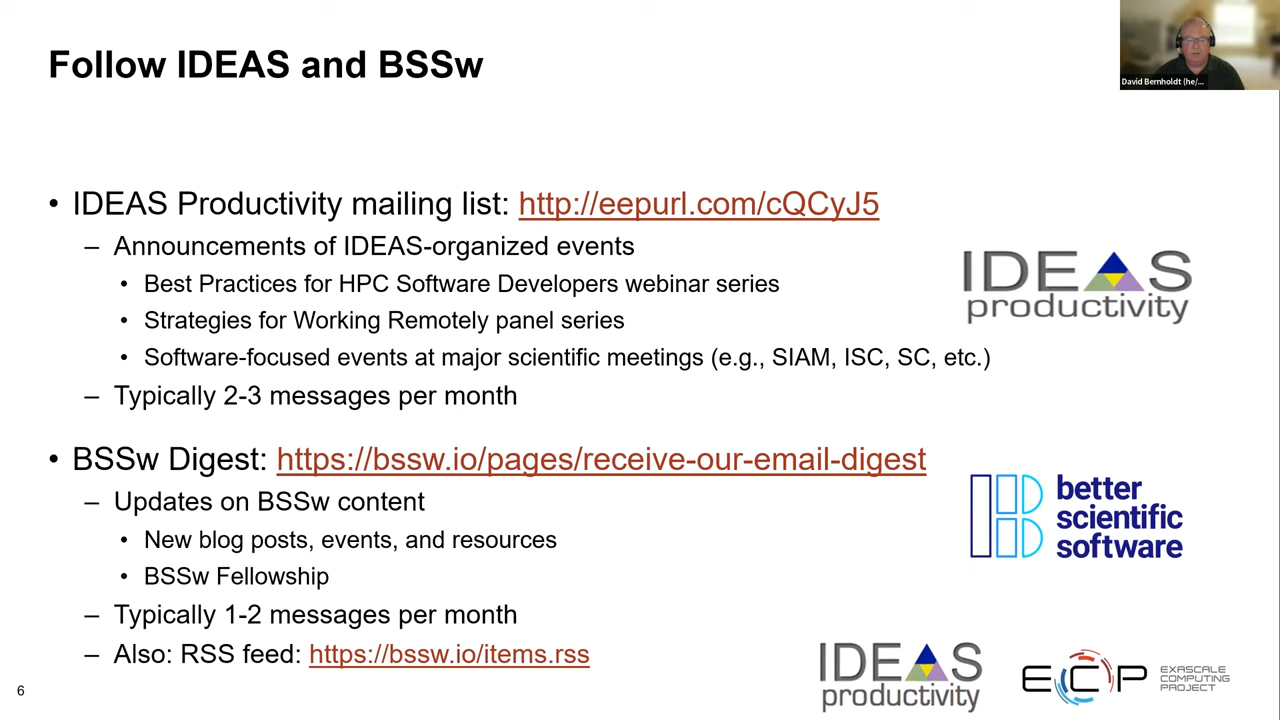 Follow IDEAS and BSSw
David Bernholdt (he/...
• IDEAS Productivity mailing list: http://eepurl.com/cQCyJ5
– Announcements of IDEAS-organized events
• Best Practices for HPC Software Developers webinar series
• Strategies for Working Remotely panel series
• Software-focused events at major scientific meetings (e.g., SIAM, ISC, SC, etc.)
– Typically 2-3 messages per month
IDEAS
productivity
• BSSw Digest: https://bssw.io/pages/receive-our-email-digest
– Updates on BSSw content
• New blog posts, events, and resources
• BSSw Fellowship
– Typically 1-2 messages per month
– Also: RSS feed: https://bssw.io/items.rss
better
scientific
software
IDEAS
productivity
ECP
EXASCALE
COMPUTING
PROJECT
6